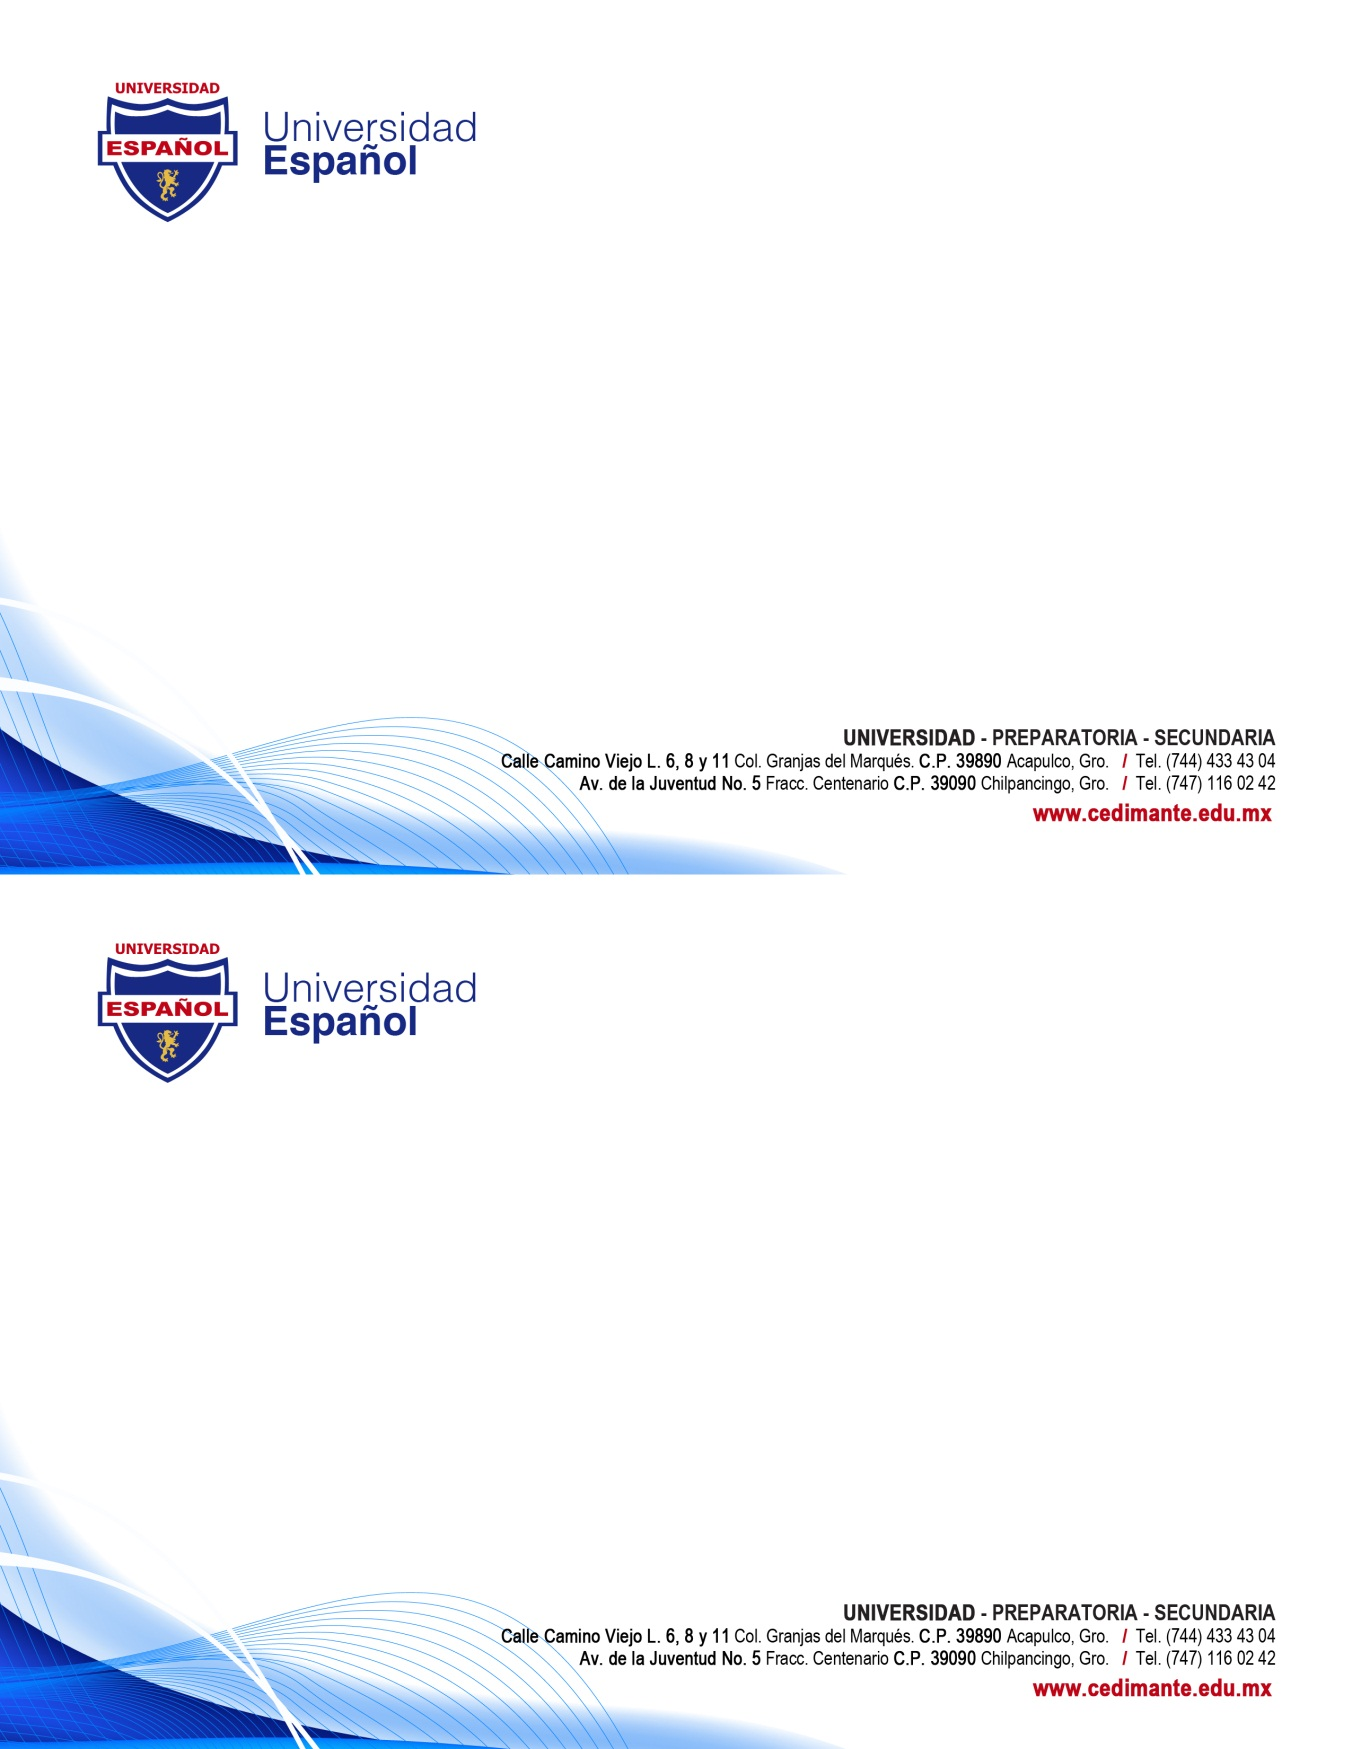 UNIVERSIDAD
ESPAÑOL
Universidad
Español
UNIVERSIDAD - PREPARATORIA - SECUNDARIA
Calle Camino Viejo L. 6, 8 y 11 Col. Granjas del Marqués. C.P. 39890 Acapulco, Gro. / Tel. (744) 433 43 04
Av. de la Juventud No. 5 Fracc. Centenario C.P. 39090 Chilpancingo, Gro. / Tel. (747) 116 02 42
www.cedimante.edu.mx
UNIVERSIDAD
ESPAÑOL
Universidad
Español
UNIVERSIDAD - PREPARATORIA - SECUNDARIA
Calle Camino Viejo L. 6, 8 y 11 Col. Granjas del Marqués. C.P. 39890 Acapulco, Gro. / Tel. (744) 433 43 04
Av. de la Juventud No. 5 Fracc. Centenario C.P. 39090 Chilpancingo, Gro. / Tel. (747) 116 02 42
www.cedimante.edu.mx